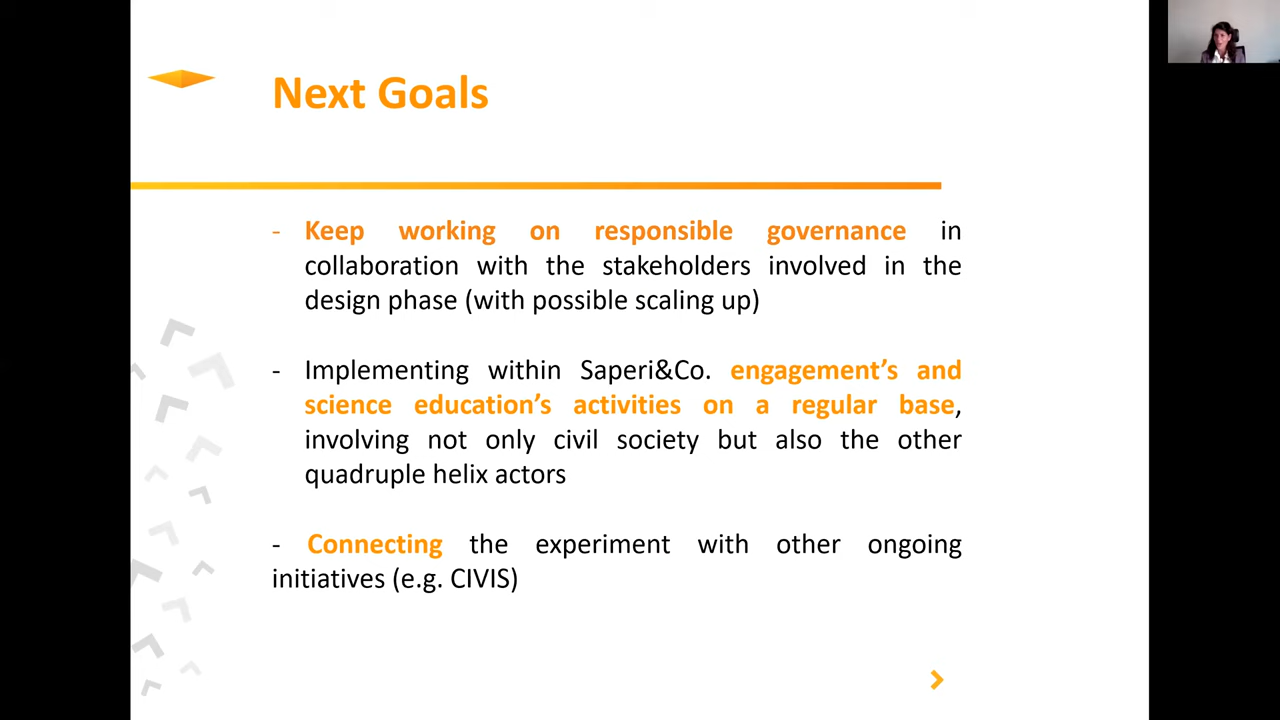 Next Goals
- Keep working on responsible governance in
collaboration with the stakeholders involved in the
design phase (with possible scaling up)
- Implementing within Saperi&Co. engagement’s and
science education’s activities on a regular base,
involving not only civil society but also the other
quadruple helix actors
- Connecting the experiment with other ongoing
initiatives (e.g. CIVIS)